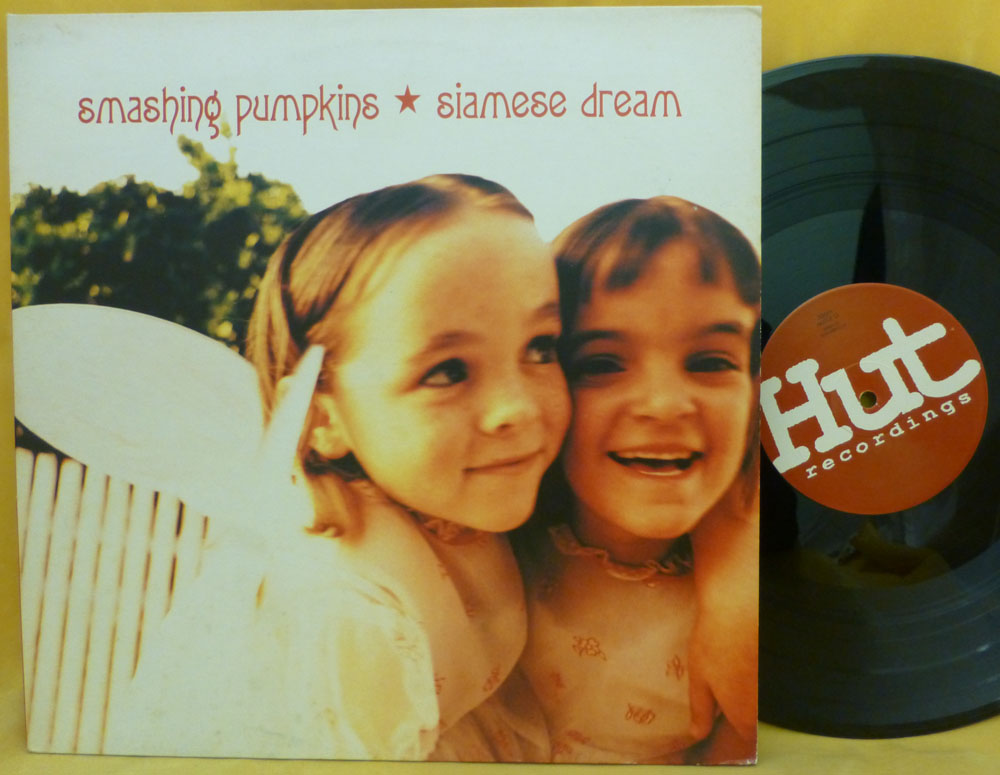 smashing pumpkins ★ siamese dream
Hut
recordings